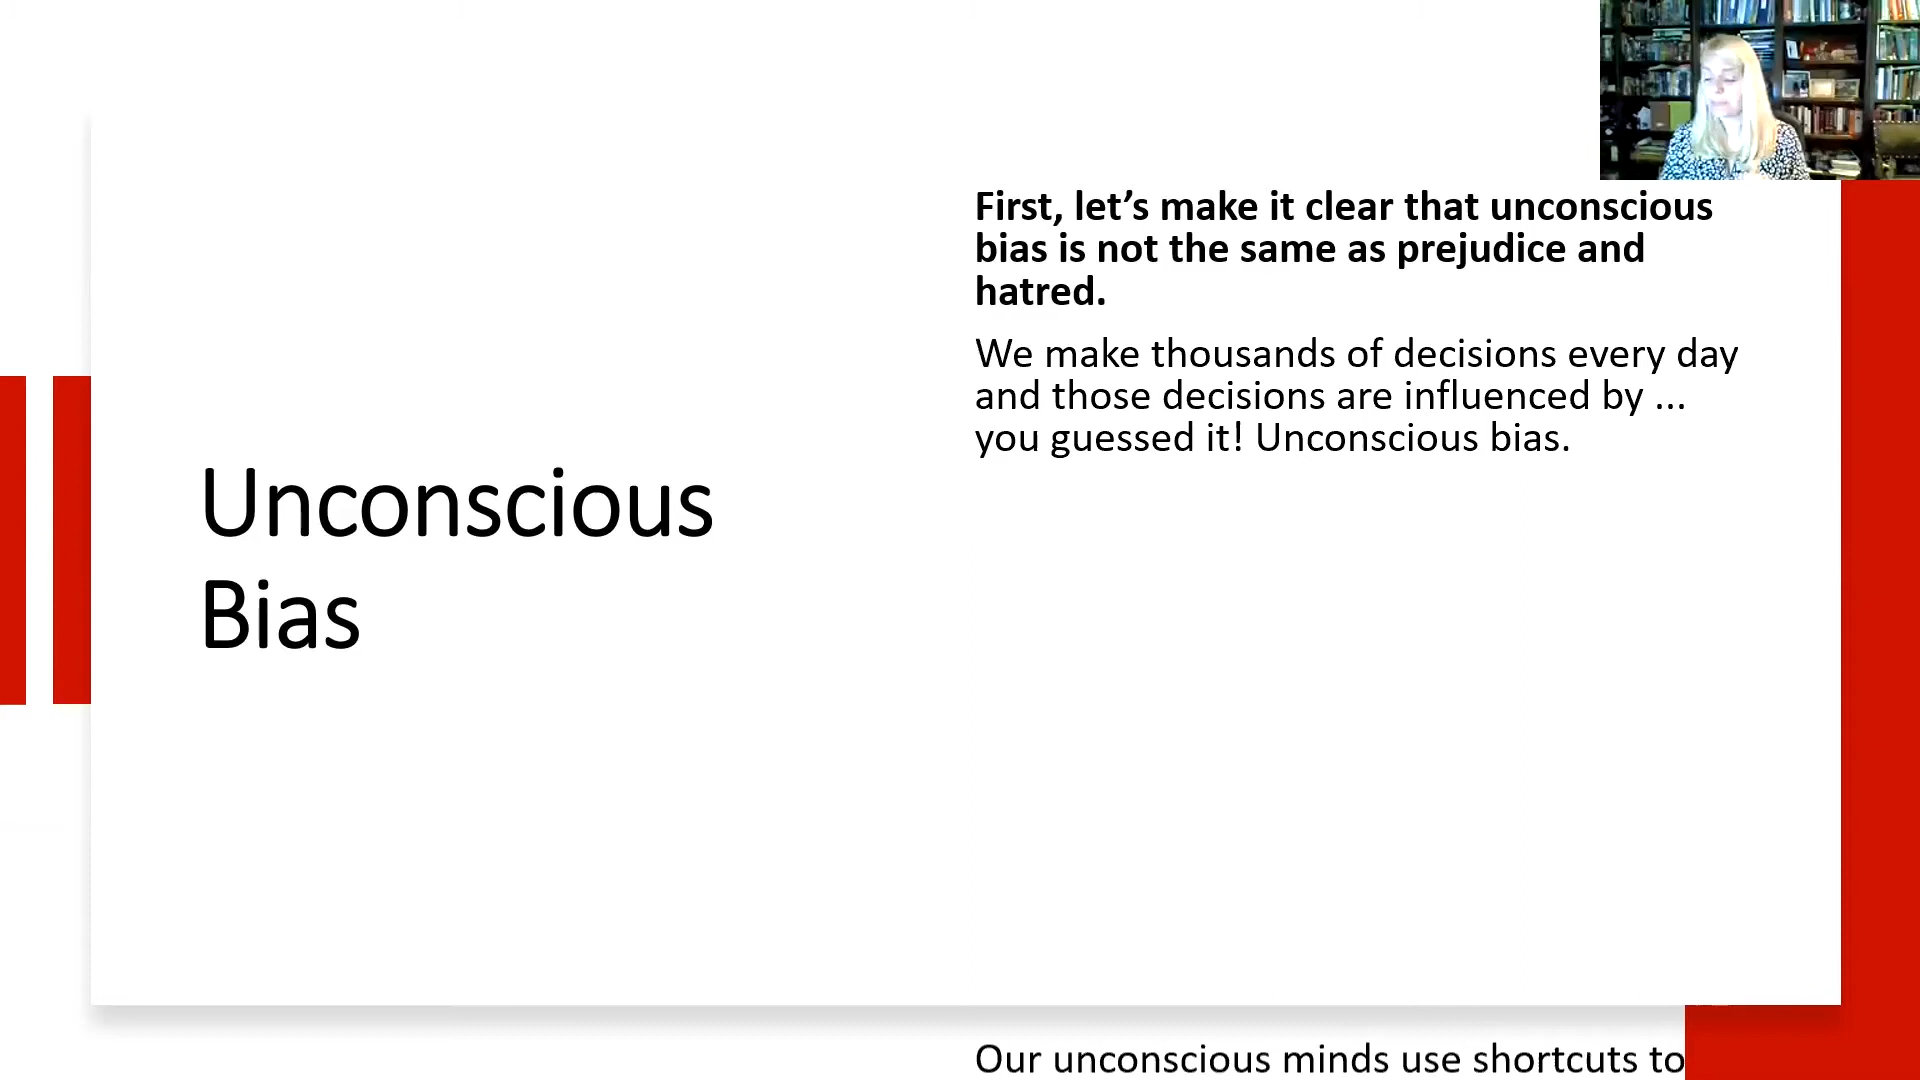 Unconscious
Bias
First, let’s make it clear that unconscious
bias is not the same as prejudice and
hatred.
We make thousands of decisions every day
and those decisions are influenced by ...
you guessed it! Unconscious bias.
Our unconscious minds use shortcuts to